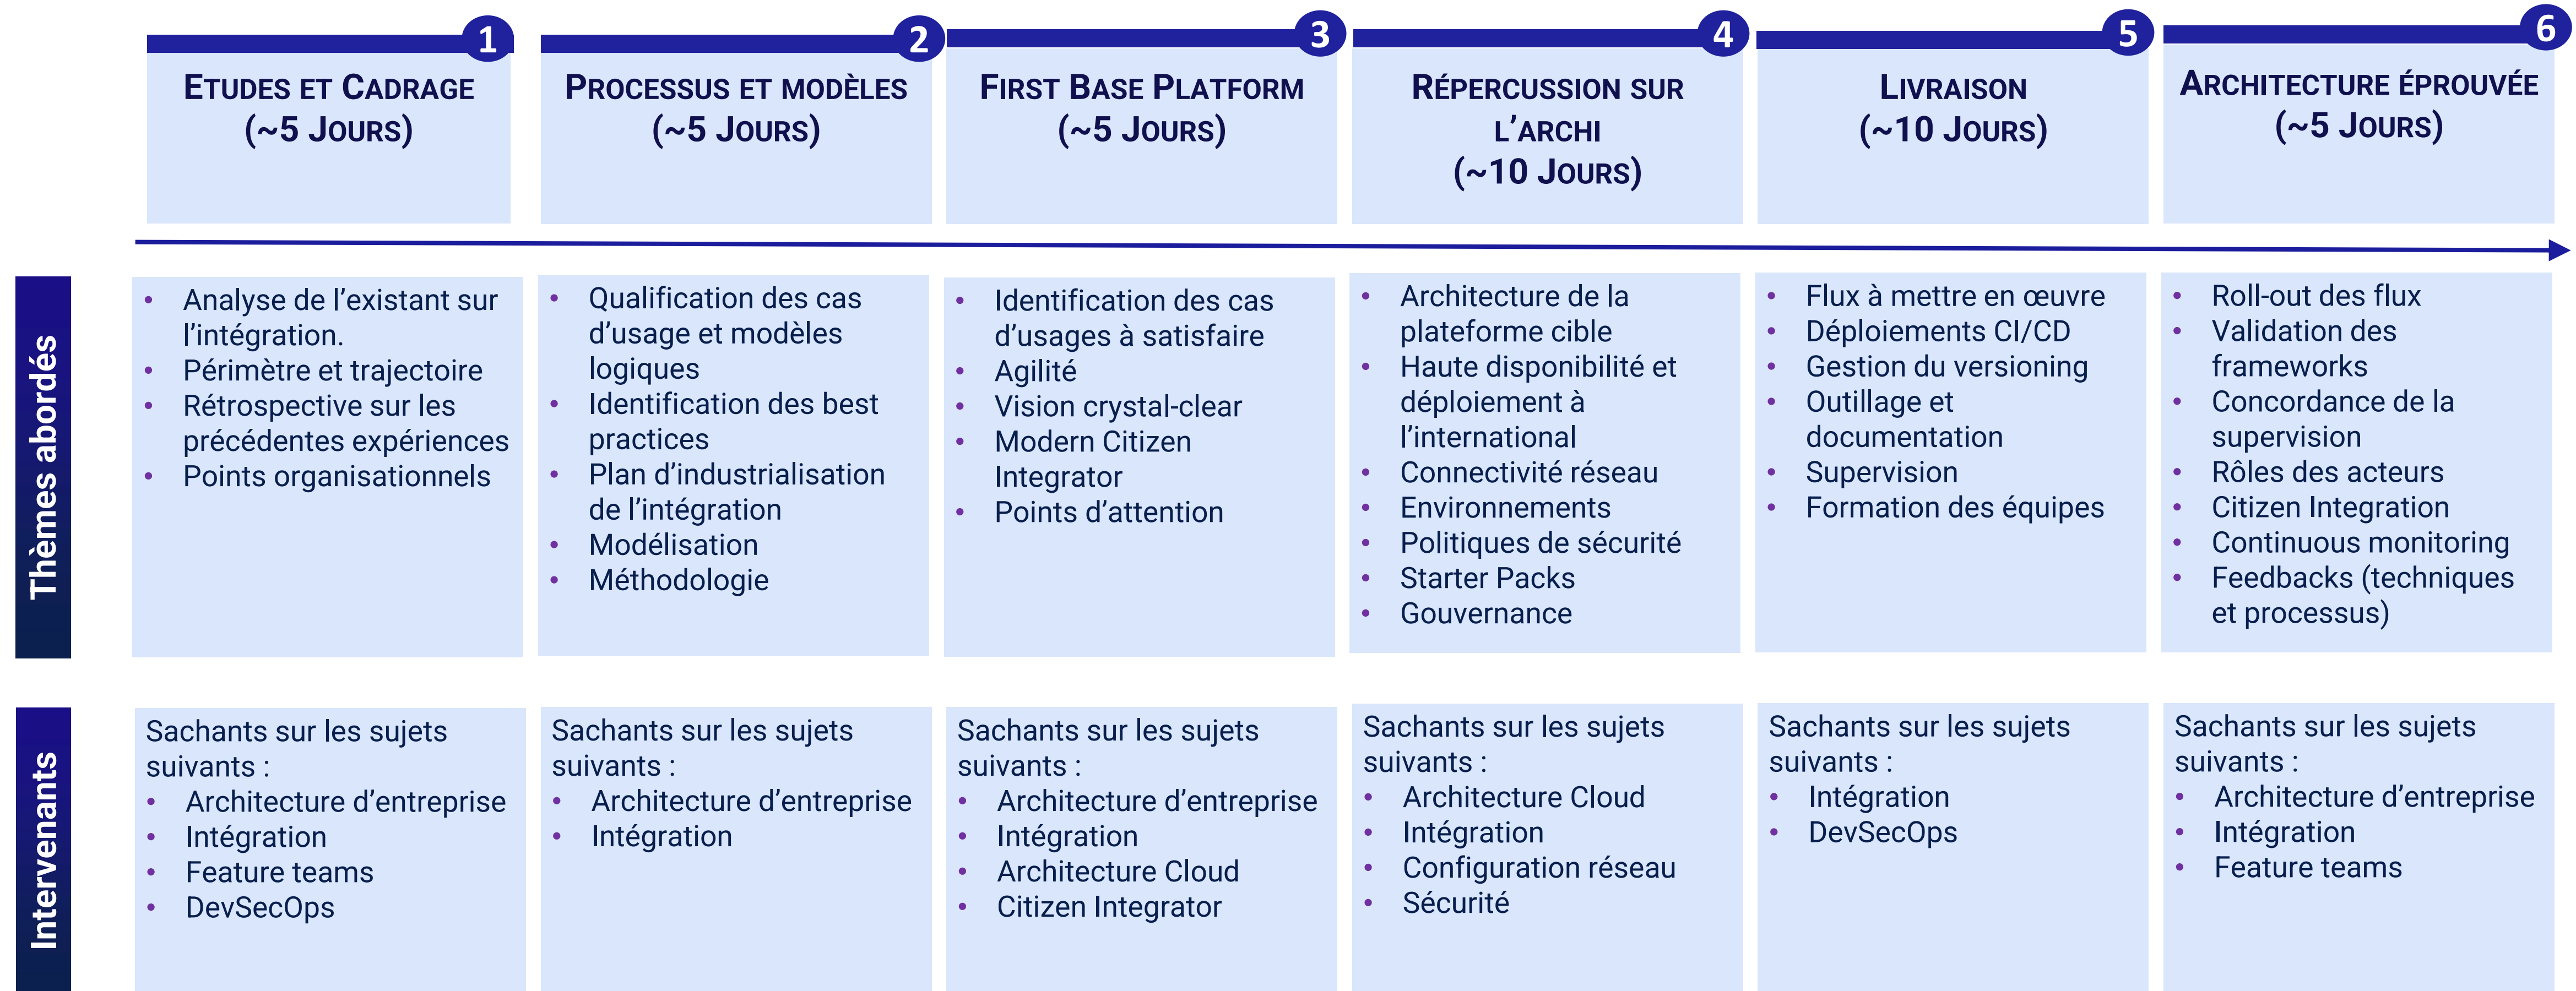 1
ETUDES ET CADRAGE
(~5 JOURS)
2
PROCESSUS ET MODÈLES
(~5 JOURS)
3
FIRST BASE PLATFORM
(~5 JOURS)
4
RÉPERCUSSION SUR
L’ARCHI
(~10 JOURS)
5
LIVRAISON
(~10 JOURS)
6
ARCHITECTURE ÉPROUVÉE
(~5 JOURS)
Thèmes abordés
• Analyse de l’existant sur
l’intégration.
• Périmètre et trajectoire
• Rétrospective sur les
précédentes expériences
• Points organisationnels
• Qualification des cas
d’usage et modèles
logiques
• Identification des best
practices
• Plan d’industrialisation
de l’intégration
• Modélisation
• Méthodologie
• Identification des cas
d’usages à satisfaire
• Agilité
• Vision crystal-clear
• Modern Citizen
Integrator
• Points d’attention
• Architecture de la
plateforme cible
• Haute disponibilité et
déploiement à
l’international
• Connectivité réseau
• Environnements
• Politiques de sécurité
• Starter Packs
• Gouvernance
• Flux à mettre en œuvre
• Déploiements CI/CD
• Gestion du versioning
• Outillage et
documentation
• Supervision
• Formation des équipes
• Roll-out des flux
• Validation des
frameworks
• Concordance de la
supervision
• Rôles des acteurs
• Citizen Integration
• Continuous monitoring
• Feedbacks (techniques
et processus)
Intervenants
Sachants sur les sujets
suivants :
• Architecture d’entreprise
• Intégration
• Feature teams
• DevSecOps
Sachants sur les sujets
suivants :
• Architecture d’entreprise
• Intégration
Sachants sur les sujets
suivants :
• Architecture d’entreprise
• Intégration
• Architecture Cloud
• Citizen Integrator
Sachants sur les sujets
suivants :
• Architecture Cloud
• Intégration
• Configuration réseau
• Sécurité
Sachants sur les sujets
suivants :
• Intégration
• DevSecOps
Sachants sur les sujets
suivants :
• Architecture d’entreprise
• Intégration
• Feature teams